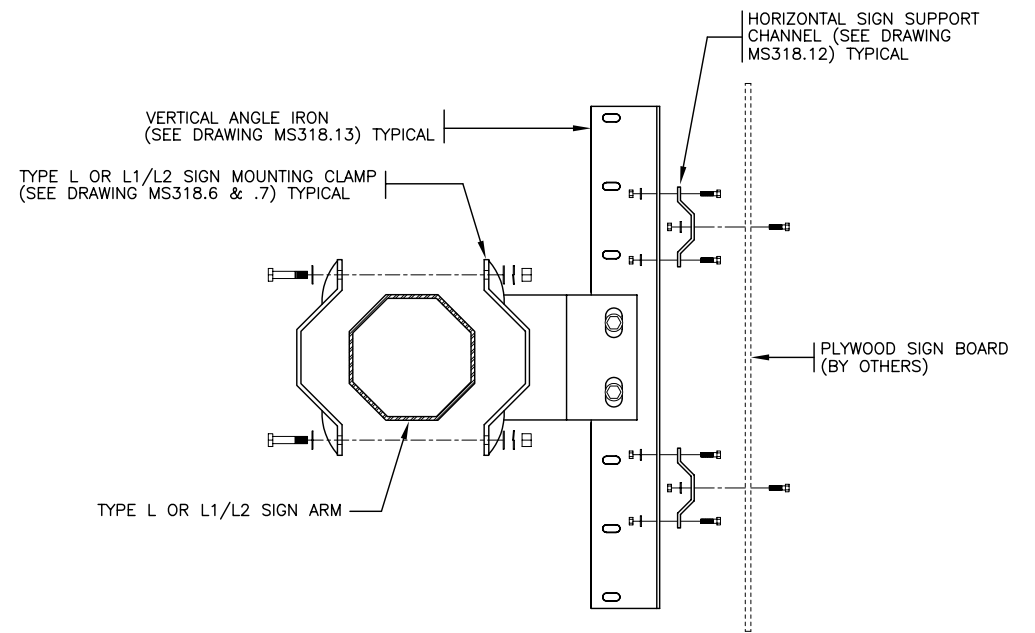 HORIZONTAL SIGN SUPPORT
CHANNEL (SEE DRAWING
MS318.12) TYPICAL
VERTICAL ANGLE IRON
(SEE DRAWING MS318.13) TYPICAL
TYPE L OR L1/L2 SIGN MOUNTING CLAMP
(SEE DRAWING MS318.6 & .7) TYPICAL
PLYWOOD SIGN BOARD
(BY OTHERS)
TYPE L OR L1/L2 SIGN ARM